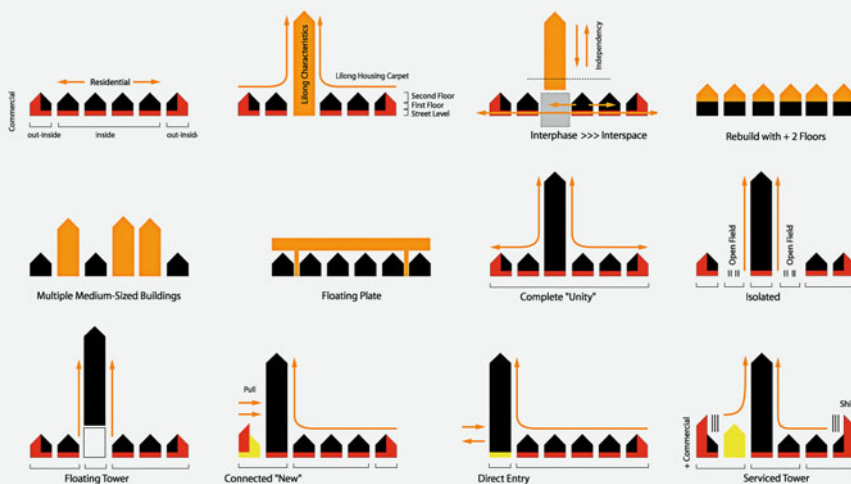 Commercial
Residential
out-inside
inside
out-insid
Lilong Characteristics
Lilong Housing Carpet
Second Floor
First Floor
Street Level
Independency
Interphase >>> Interspace
Rebuild with + 2 Floors
Multiple Medium-Sized Buildings
Floating Plate
Complete "Unity"
Open Field
Open Field
Isolated
Floating Tower
Pull
Connected "New"
Direct Entry
+ Commercial
Shi
Serviced Tower